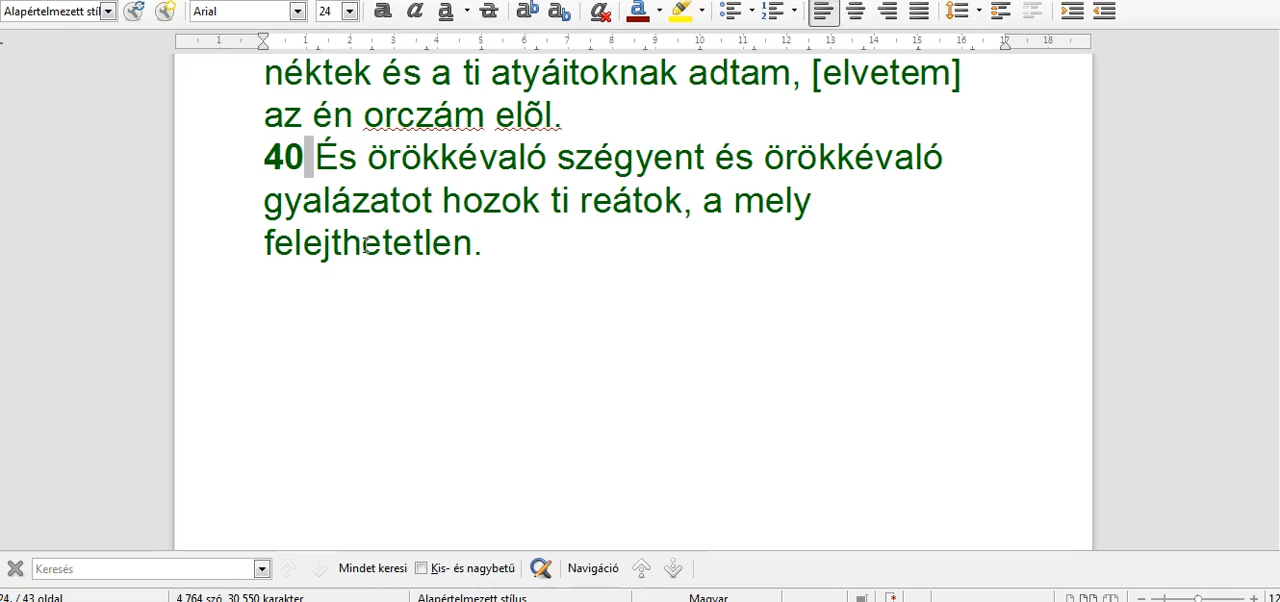 Alapértelmezett stíl Arial 24
1 1 2 3 4 5 6 7 8 9 10 11 12 13 14 15 16 17 18
néktek és a ti atyáitoknak adtam, [elvetem]
az én orczám elõl.
40 És örökkévaló szégyent és örökkévaló
gyalázatot hozok ti reátok, a mely
felejthetetlen.
Keresés Mindet keresi Kis- és nagybetű Navigáció
24. / 43 oldal 4 764 szó, 30 550 karakter Alapértelmezett stílus Magyar